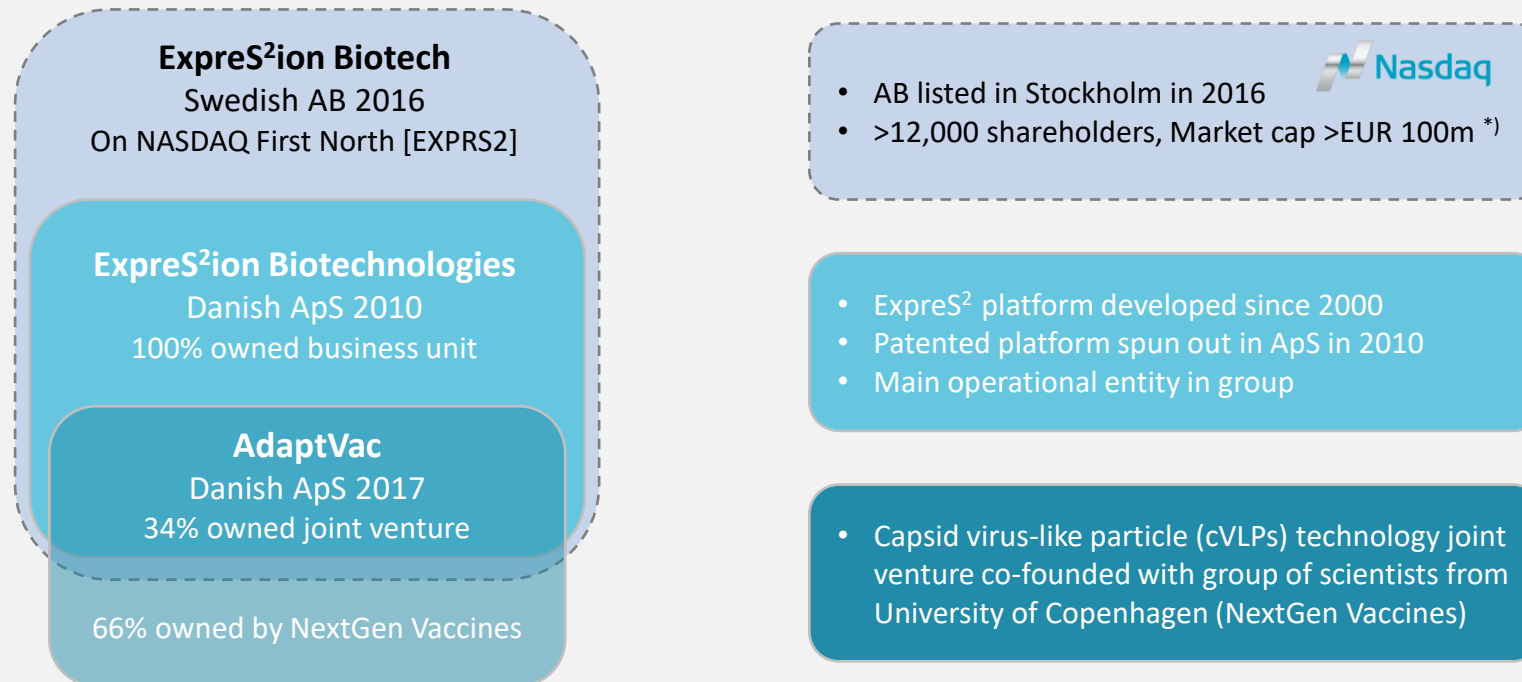 ExpreS²ion Biotech
Swedish AB 2016
On NASDAQ First North [EXPRS2]
ExpreS²ion Biotechnologies
Danish ApS 2010
100% owned business unit
AdaptVac
Danish ApS 2017
34% owned joint venture
66% owned by NextGen Vaccines
Nasdaq
• AB listed in Stockholm in 2016
• >12,000 shareholders, Market cap >EUR 100m *)
• ExpreS² platform developed since 2000
• Patented platform spun out in ApS in 2010
• Main operational entity in group
• Capsid virus-like particle (cVLPs) technology joint
venture co-founded with group of scientists from
University of Copenhagen (NextGen Vaccines)